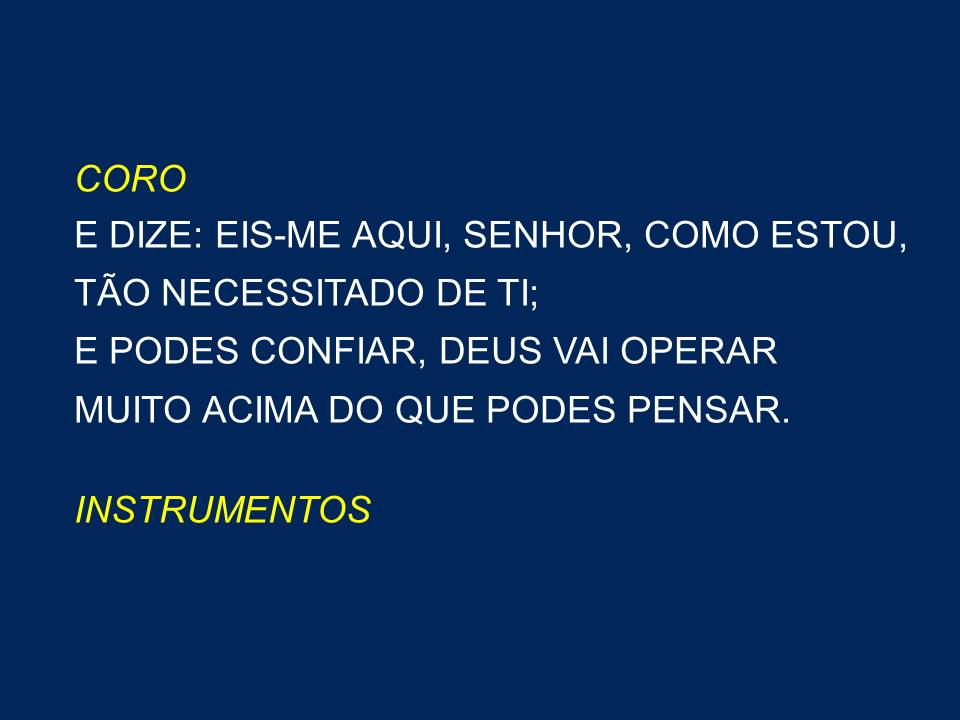 CORO
E DIZE: EIS-ME AQUI, SENHOR, COMO ESTOU,
TÃO NECESSITADO DE TI;
E PODES CONFIAR, DEUS VAI OPERAR
MUITO ACIMA DO QUE PODES PENSAR.
INSTRUMENTOS